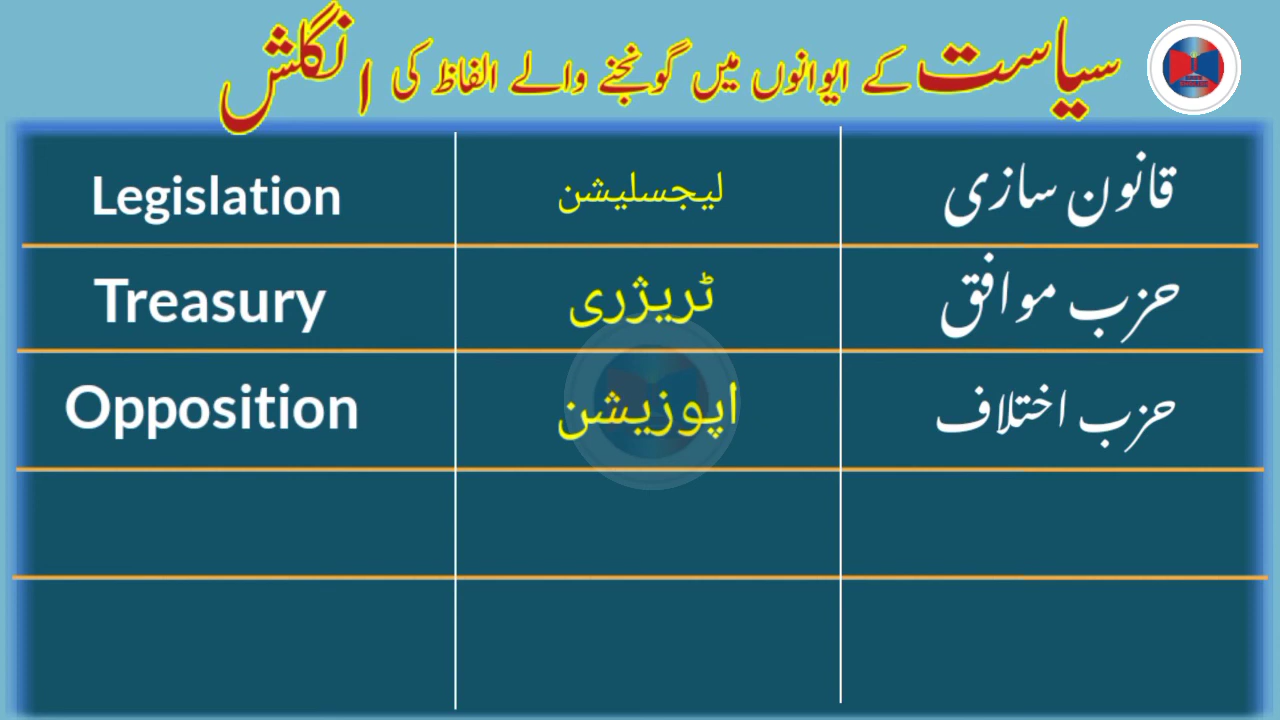 سیاست کے ایوانوں میں گونجنے والے الفاظ کی انگلش
Legislation لیجسلیشن قانون سازی
Treasury ٹریژری حزب موافق
Opposition اپوزیشن حزب اختلاف